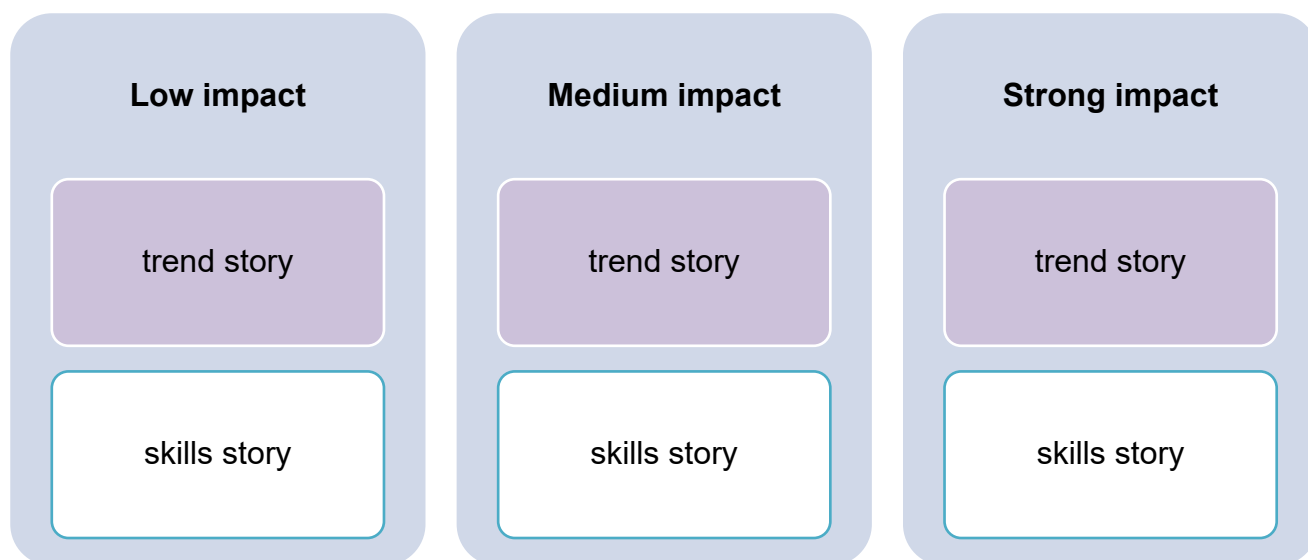 Low impact
trend story
skills story
Medium impact
trend story
skills story
Strong impact
trend story
skills story